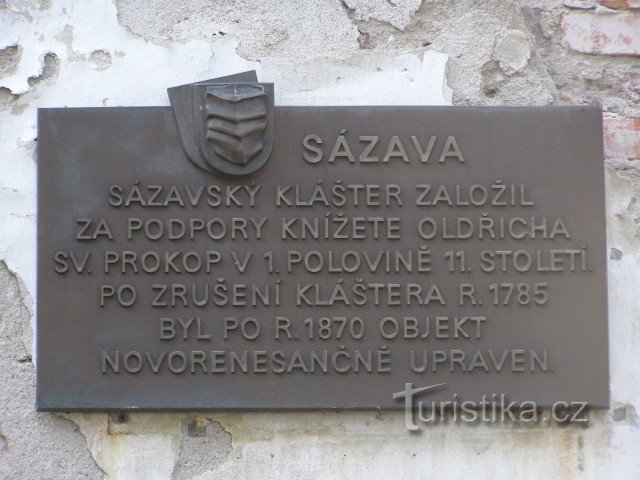 SÁZAVA
SÁZAVSKÝ KLÁŠTER ZALOŽIL
ZA PODPORY KNÍŽETE OLDŘICHA
SV. PROKOP V 1. POLOVINĚ 11. STOLETÍ.
PO ZRUŠENÍ KLÁŠTERA R. 1785
BYL PO R. 1870 OBJEKT
NOVORENESANČNĚ UPRAVEN.
Turistika.cz